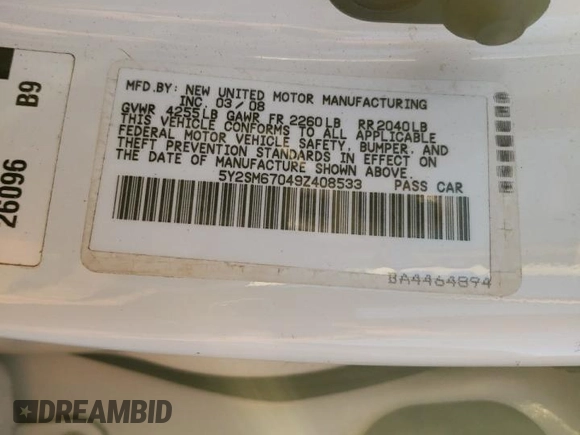 MFD.BY: NEW UNITED MOTOR MANUFACTURING
INC. 03/08
GVWR 4255LB GAWR FR 2260LB RR 2040LB
THIS VEHICLE CONFORMS TO ALL APPLICABLE
FEDERAL MOTOR VEHICLE SAFETY, BUMPER, AND
THEFT PREVENTION STANDARDS IN EFFECT ON
THE DATE OF MANUFACTURE SHOWN ABOVE.
5Y2SM67049Z408533 PASS CAR
BA4464894
26096 B9
DREAMBID